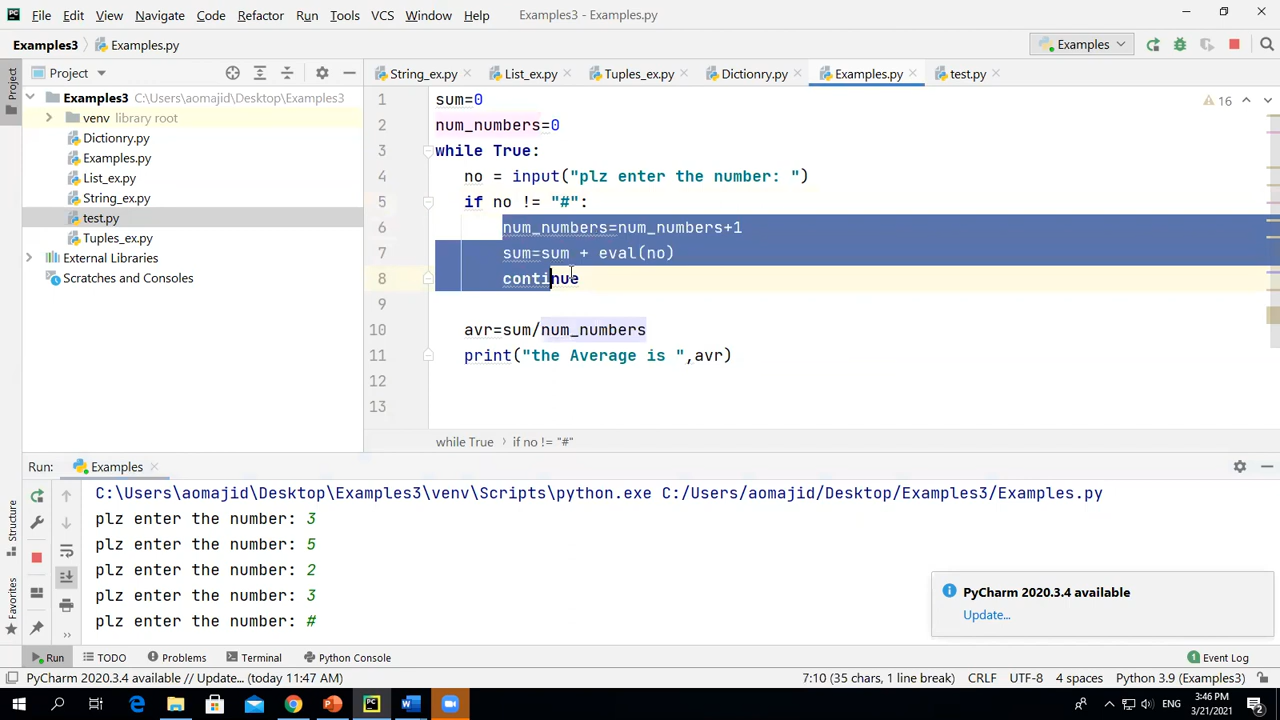 File Edit View Navigate Code Refactor Run Tools VCS Window Help Examples3 - Examples.py
Examples3 Examples.py Examples
Project Project String_ex.py List_ex.py Tuples_ex.py Dictionry.py Examples.py test.py
Examples3 C:\Users\aomajid\Desktop\Examples3
venv library root
Dictionry.py
Examples.py
List_ex.py
String_ex.py
test.py
Tuples_ex.py
External Libraries
Scratches and Consoles
16
1 sum=0
2 num_numbers=0
3 while True:
4 no = input("plz enter the number: ")
5 if no != "#":
6 num_numbers=num_numbers+1
7 sum=sum + eval(no)
8 continue
9
10 avr=sum/num_numbers
11 print("the Average is ",avr)
12
13
while True if no != "#"
Run: Examples
C:\Users\aomajid\Desktop\Examples3\venv\Scripts\python.exe C:/Users/aomajid/Desktop/Examples3/Examples.py
plz enter the number: 3
plz enter the number: 5
plz enter the number: 2
plz enter the number: 3
plz enter the number: #
Structure
Favorites
PyCharm 2020.3.4 available
Update...
Run TODO Problems Terminal Python Console 1 Event Log
PyCharm 2020.3.4 available // Update... (today 11:47 AM) 7:10 (35 chars, 1 line break) CRLF UTF-8 4 spaces Python 3.9 (Examples3)
ENG 3:46 PM
3/21/2021 2